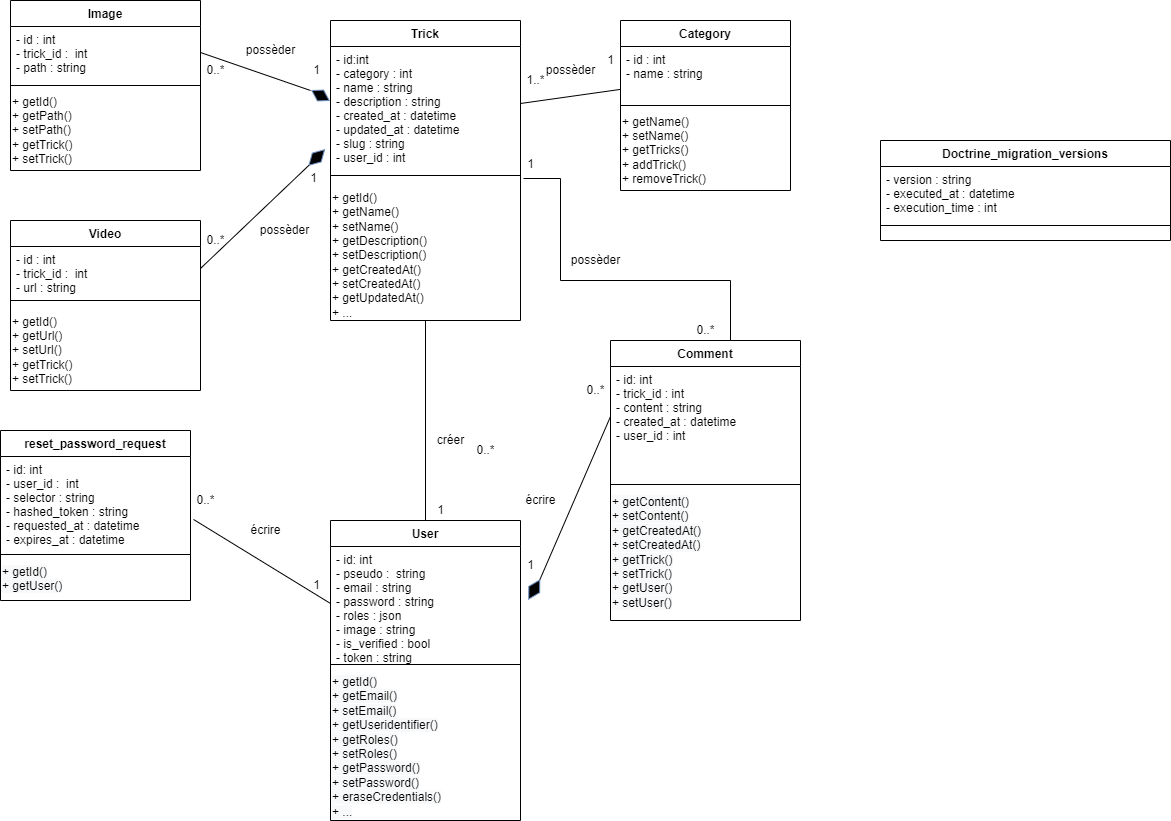 Image
- id : int
- trick_id :  int
- path : string
+ getId()
+ getPath()
+ setPath()
+ getTrick()
+ setTrick()
possèder
0..*
1
Trick
- id:int
- category : int
- name : string
- description : string
- created_at : datetime
- updated_at : datetime
- slug : string
- user_id : int
+ getId()
+ getName()
+ setName()
+ getDescription()
+ setDescription()
+ getCreatedAt()
+ setCreatedAt()
+ getUpdatedAt()
+ ...
1..*
possèder
1
Category
- id : int
- name : string
+ getName()
+ setName()
+ getTricks()
+ addTrick()
+ removeTrick()
Doctrine_migration_versions
- version : string
- executed_at : datetime
- execution_time : int
Video
- id : int
- trick_id :  int
- url : string
+ getId()
+ getUrl()
+ setUrl()
+ getTrick()
+ setTrick()
0..*
possèder
1
1
possèder
0..*
Comment
- id: int
- trick_id : int
- content : string
- created_at : datetime
- user_id : int
+ getContent()
+ setContent()
+ getCreatedAt()
+ setCreatedAt()
+ getTrick()
+ setTrick()
+ getUser()
+ setUser()
0..*
écrire
1
créer
0..*
1
reset_password_request
- id: int
- user_id :  int
- selector : string
- hashed_token : string
- requested_at : datetime
- expires_at : datetime
+ getId()
+ getUser()
0..*
écrire
1
User
- id: int
- pseudo :  string
- email : string
- password : string
- roles : json
- image : string
- is_verified : bool
- token : string
+ getId()
+ getEmail()
+ setEmail()
+ getUseridentifier()
+ getRoles()
+ setRoles()
+ getPassword()
+ setPassword()
+ eraseCredentials()
+ ...